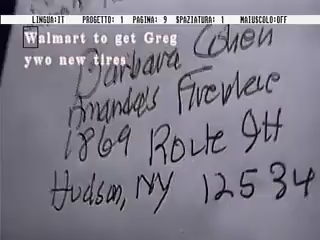 LINGUA:IT PROGETTO: 1 PAGINA: 9 SPAZIATURA: 1 MAIUSCOLO:OFF
Walmart to get Greg
ywo new tires
Barbara Cohen
Amanda's Fireplace
1869 Route 9H
Hudson, NY 12534